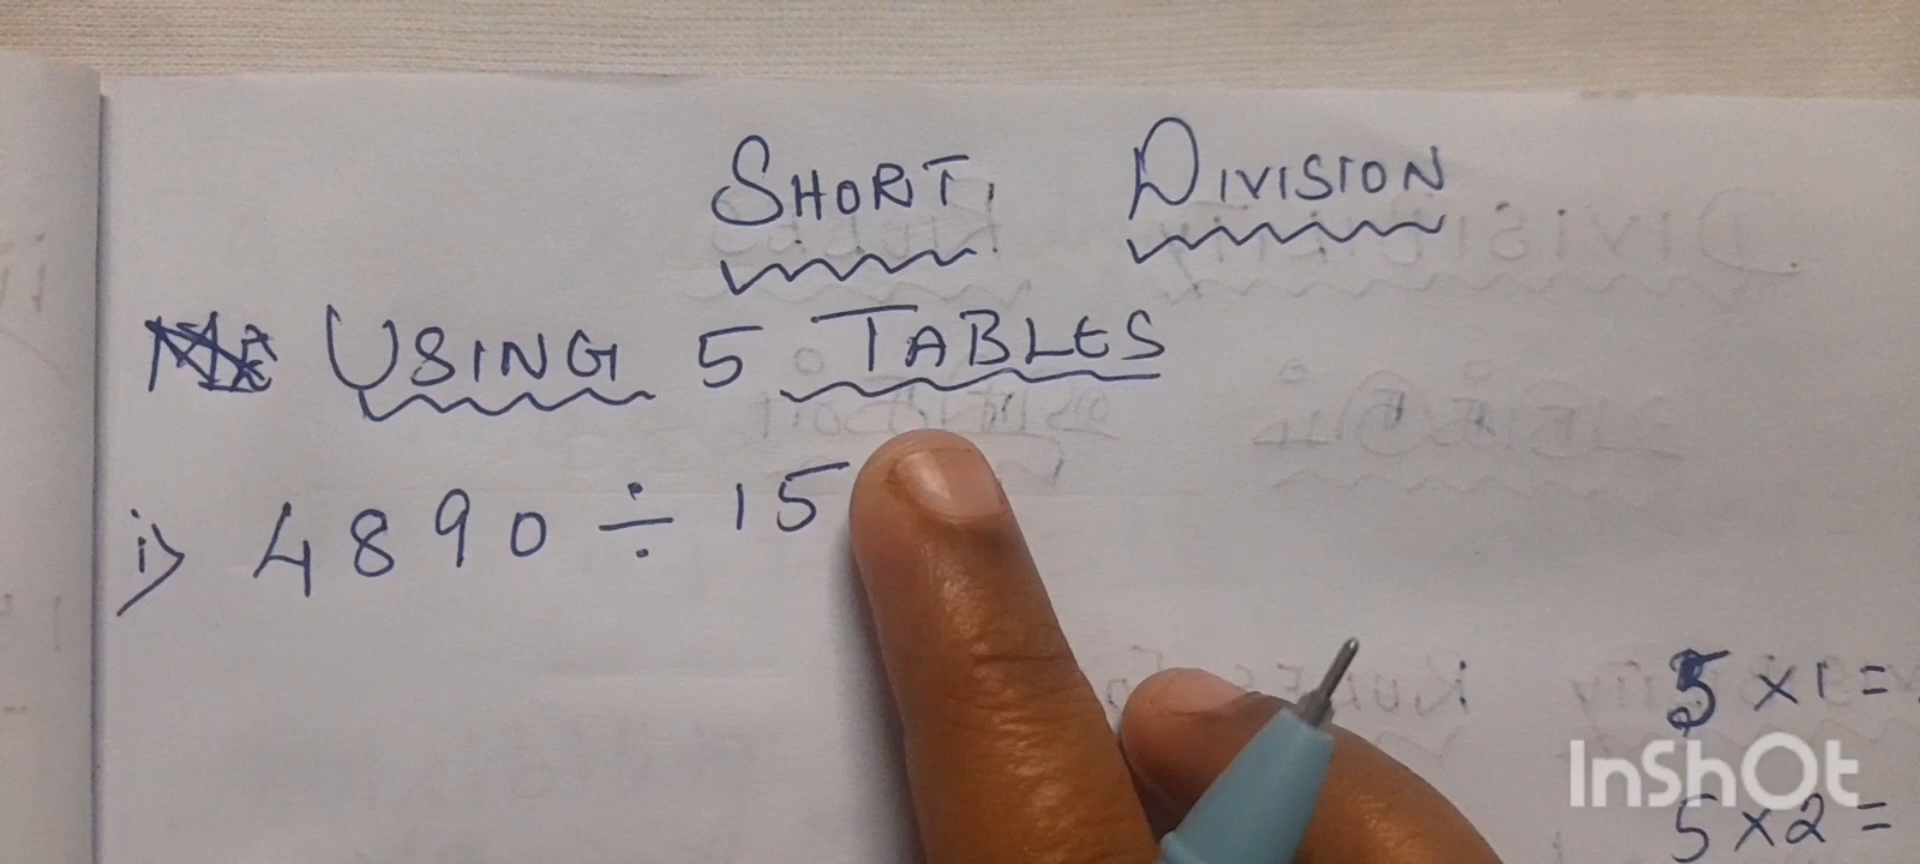 SHORT DIVISION
USING 5 TABLES
i) 4890 ÷ 15
5 × 1 =
5 × 2 =
InShOt